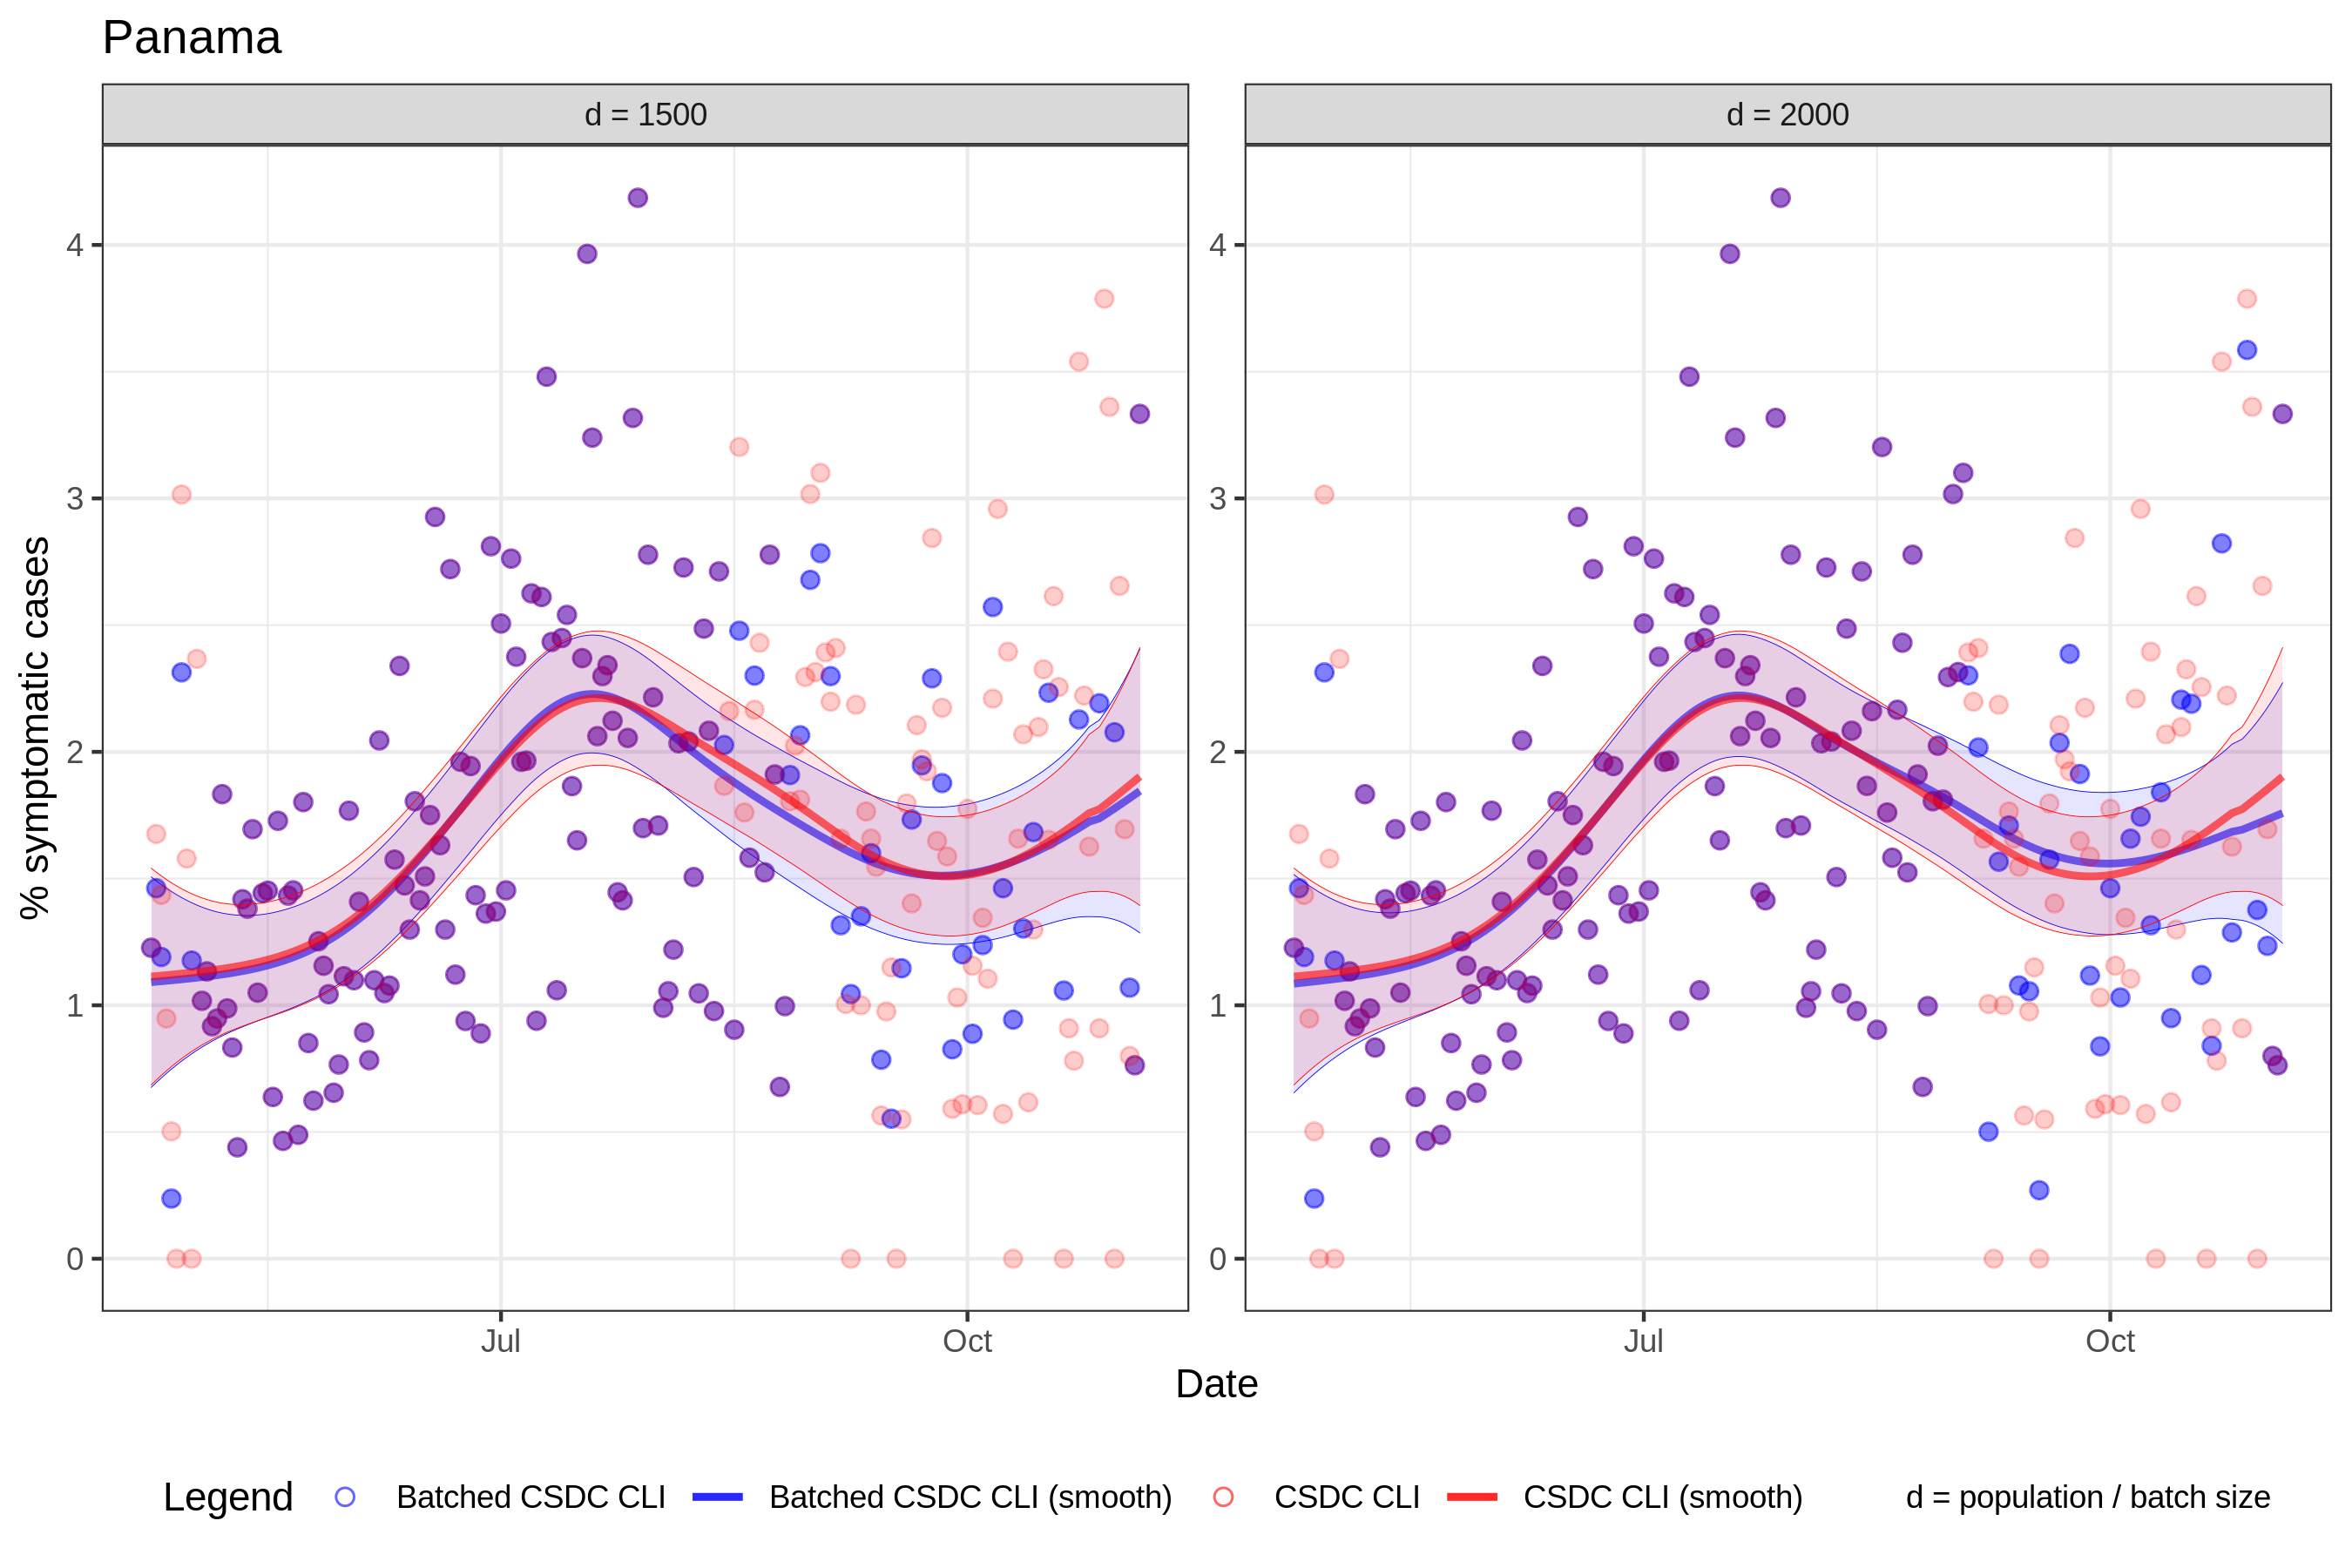 Panama
d = 1500
d = 2000
% symptomatic cases
4
3
2
1
0
4
3
2
1
0
Jul
Oct
Jul
Oct
Date
Legend
Batched CSDC CLI
Batched CSDC CLI (smooth)
CSDC CLI
CSDC CLI (smooth)
d = population / batch size